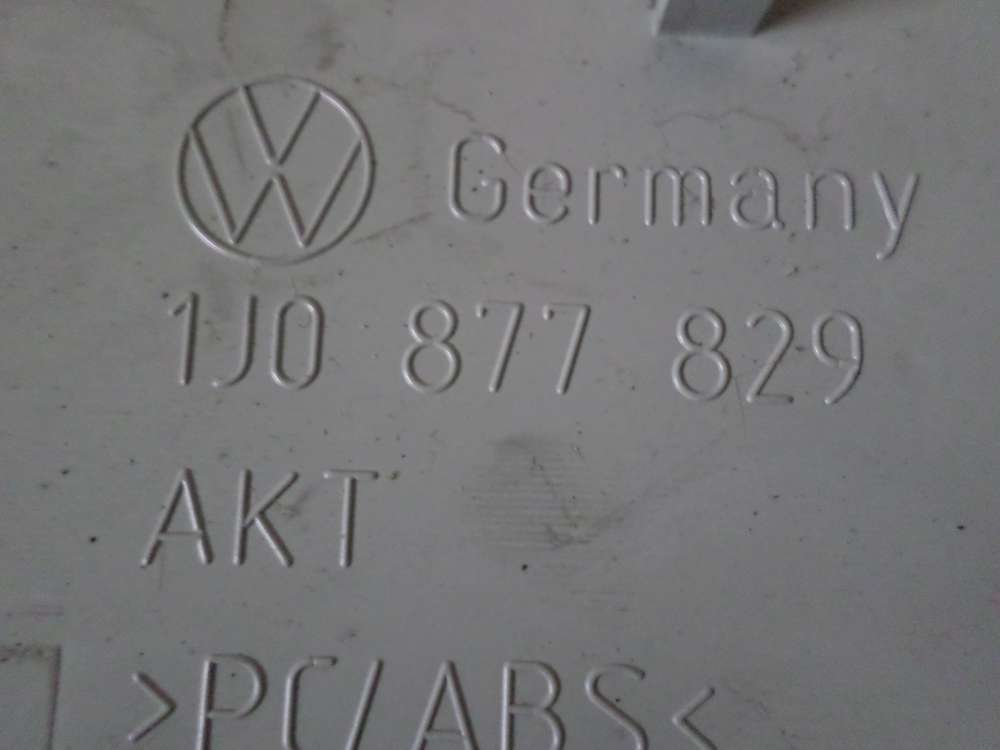 Germany
1J0 877 829
AKT
>PC/ABS<